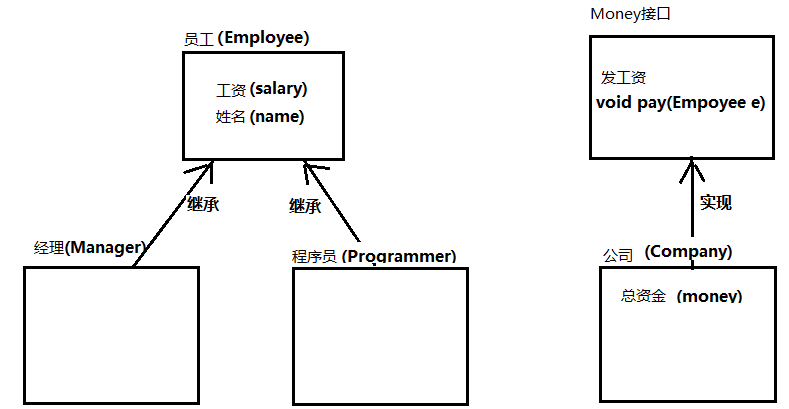 员工(Employee)
工资(salary)
姓名(name)
继承
继承
经理(Manager)
程序员(Programmer)
Money接口
发工资
void pay(Empoyee e)
实现
公司 (Company)
总资金 (money)